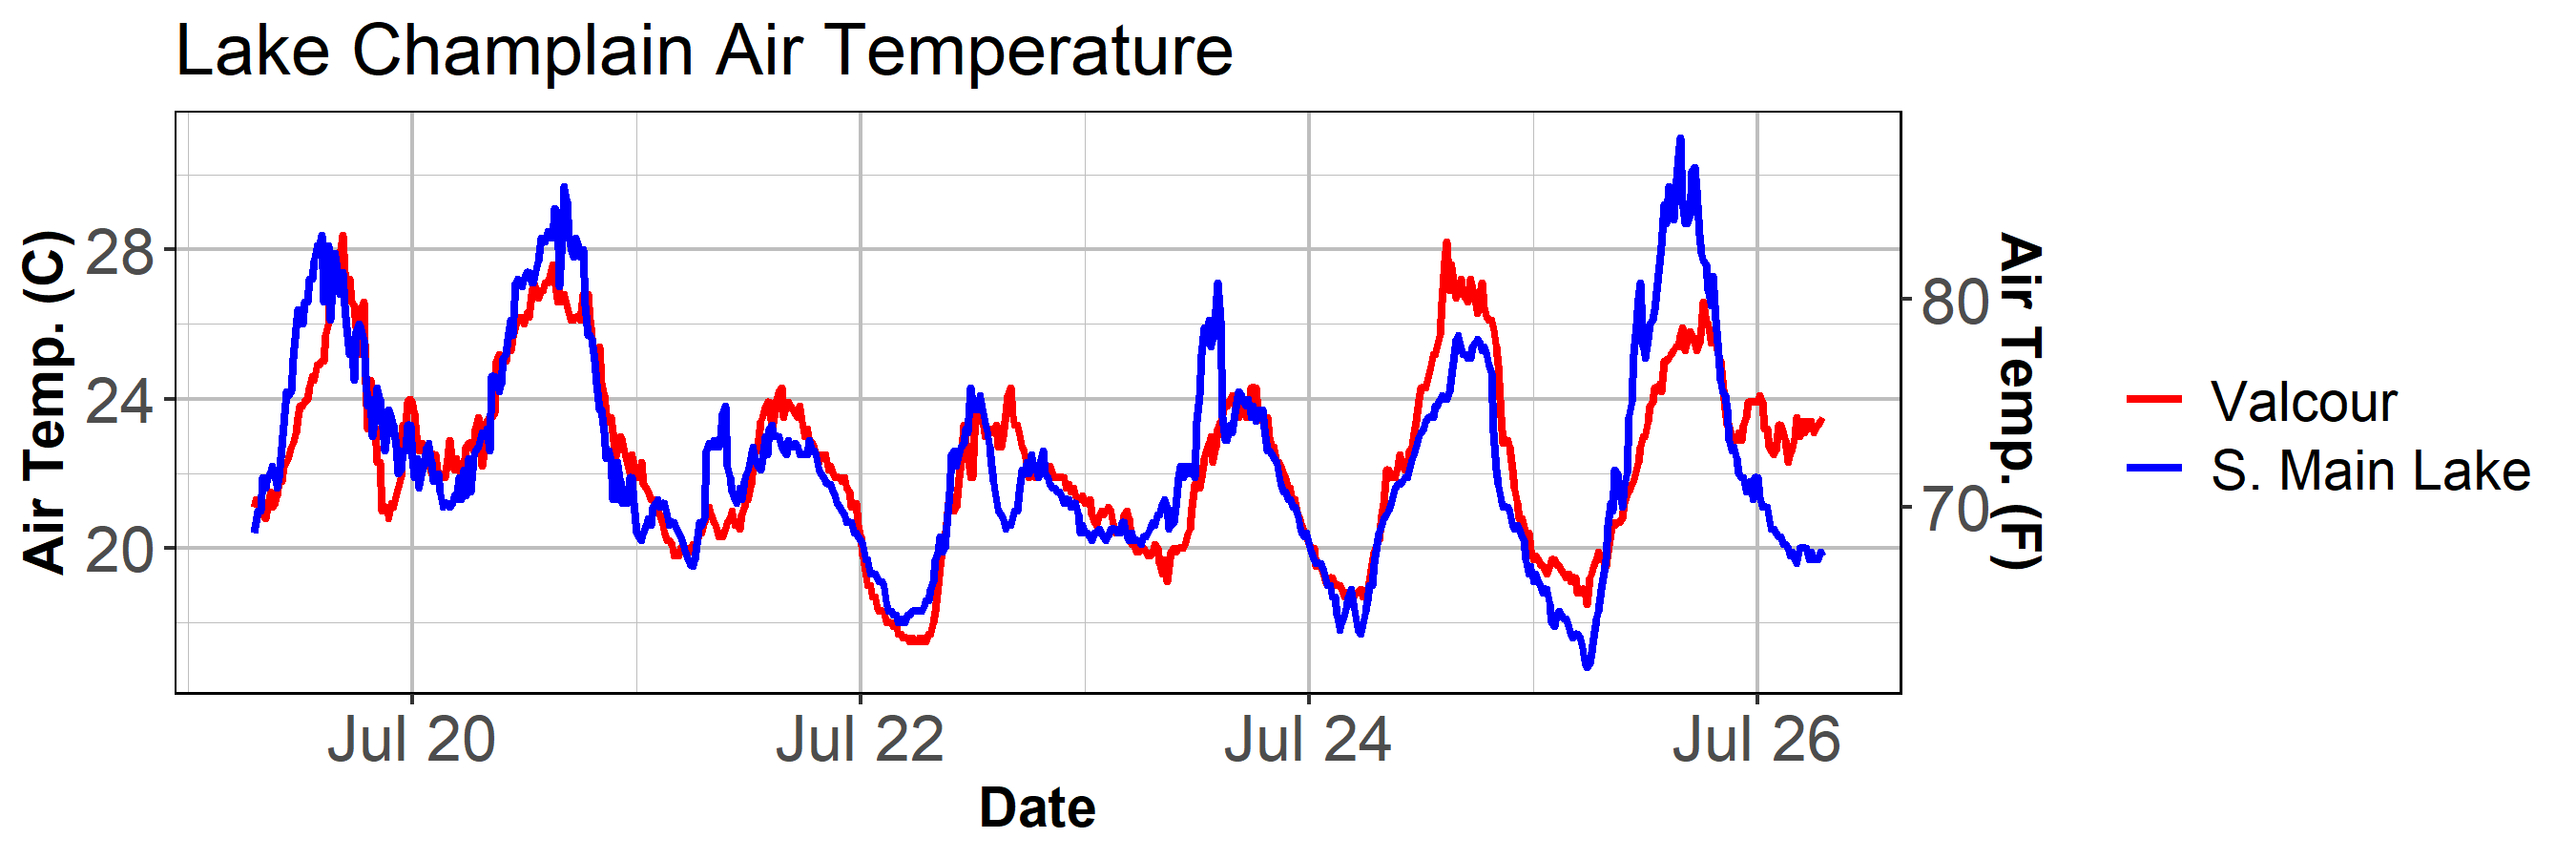 Lake Champlain Air Temperature
Air Temp. (C)
28
24
20
Jul 20
Jul 22
Jul 24
Jul 26
Date
80
70
Air Temp. (F)
Valcour
S. Main Lake